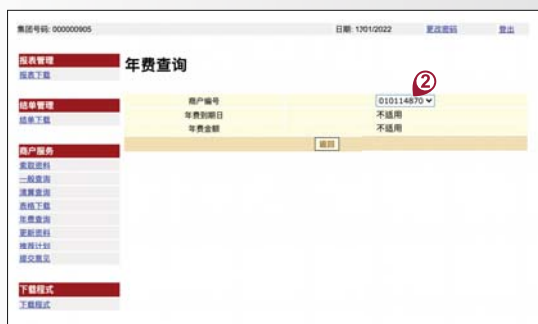 集团号码: 000000905
日期: 1701/2022 更改密码 登出
报表管理
报表下载
结单管理
结单下载
商户服务
索取资料
一般查询
清算查询
表格下载
年费查询
更新资料
推荐计划
提交意见
下载程式
下载程式
年费查询
②
商户编号 010114870
年费到期日 不适用
年费金额 不适用
返回